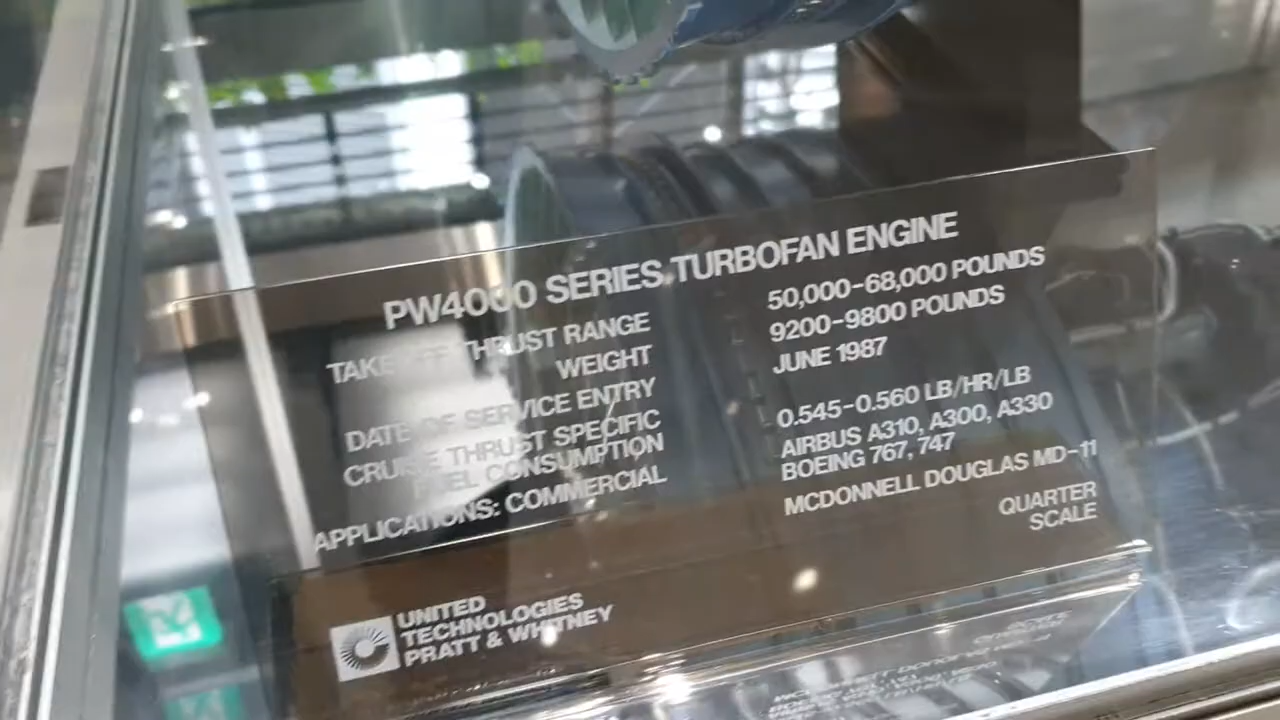 PW4000 SERIES TURBOFAN ENGINE
TAKE OFF THRUST RANGE 50,000-68,000 POUNDS
WEIGHT 9200-9800 POUNDS
DATE OF SERVICE ENTRY JUNE 1987
CRUISE THRUST SPECIFIC
FUEL CONSUMPTION 0.545-0.560 LB/HR/LB
APPLICATIONS: COMMERCIAL AIRBUS A310, A300, A330
BOEING 767, 747
MCDONNELL DOUGLAS MD-11
QUARTER
SCALE
UNITED
TECHNOLOGIES
PRATT & WHITNEY